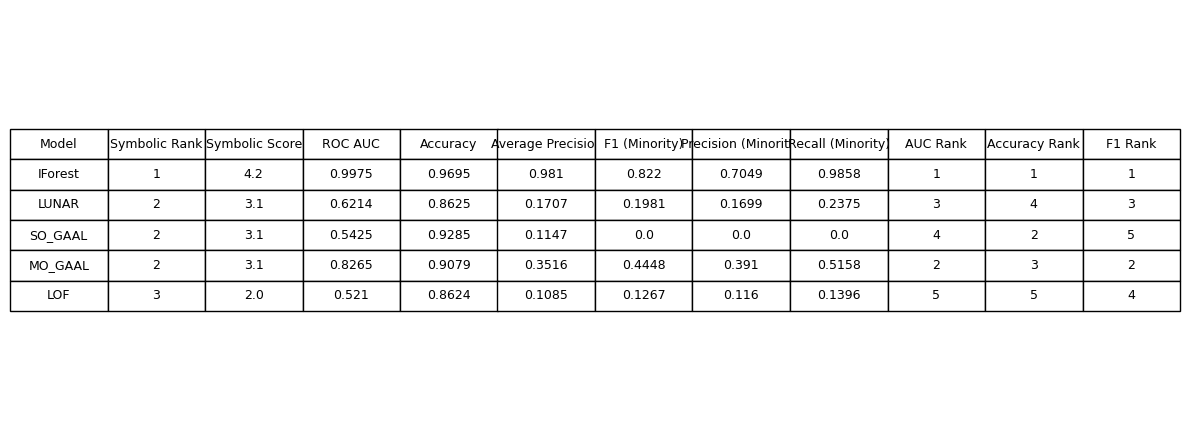 Model Symbolic Rank Symbolic Score ROC AUC Accuracy Average Precisio F1 (Minority) Precision (Minorit Recall (Minority) AUC Rank Accuracy Rank F1 Rank
IForest 1 4.2 0.9975 0.9695 0.981 0.822 0.7049 0.9858 1 1 1
LUNAR 2 3.1 0.6214 0.8625 0.1707 0.1981 0.1699 0.2375 3 4 3
SO_GAAL 2 3.1 0.5425 0.9285 0.1147 0.0 0.0 0.0 4 2 5
MO_GAAL 2 3.1 0.8265 0.9079 0.3516 0.4448 0.391 0.5158 2 3 2
LOF 3 2.0 0.521 0.8624 0.1085 0.1267 0.116 0.1396 5 5 4